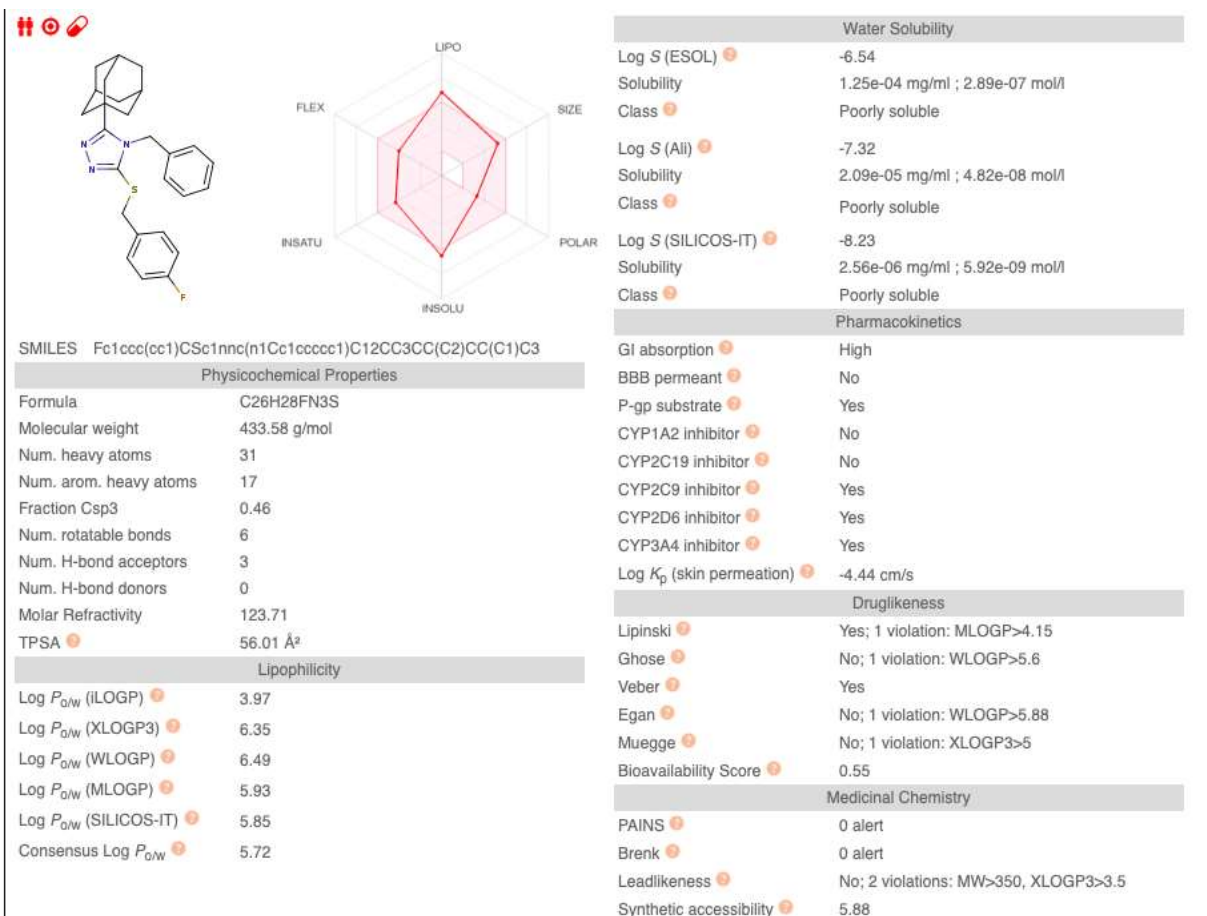 LIPO
FLEX
SIZE
INSATU
POLAR
INSOLU
N
N
N
S
F
SMILES Fc1ccc(cc1)CSc1nnc(n1Cc1ccccc1)C12CC3CC(C2)CC(C1)C3
Physicochemical Properties
Formula C26H28FN3S
Molecular weight 433.58 g/mol
Num. heavy atoms 31
Num. arom. heavy atoms 17
Fraction Csp3 0.46
Num. rotatable bonds 6
Num. H-bond acceptors 3
Num. H-bond donors 0
Molar Refractivity 123.71
TPSA ? 56.01 Å²
Lipophilicity
Log Po/w (iLOGP) ? 3.97
Log Po/w (XLOGP3) ? 6.35
Log Po/w (WLOGP) ? 6.49
Log Po/w (MLOGP) ? 5.93
Log Po/w (SILICOS-IT) ? 5.85
Consensus Log Po/w ? 5.72
Water Solubility
Log S (ESOL) ? -6.54
Solubility 1.25e-04 mg/ml ; 2.89e-07 mol/l
Class ? Poorly soluble
Log S (Ali) ? -7.32
Solubility 2.09e-05 mg/ml ; 4.82e-08 mol/l
Class ? Poorly soluble
Log S (SILICOS-IT) ? -8.23
Solubility 2.56e-06 mg/ml ; 5.92e-09 mol/l
Class ? Poorly soluble
Pharmacokinetics
GI absorption ? High
BBB permeant ? No
P-gp substrate ? Yes
CYP1A2 inhibitor ? No
CYP2C19 inhibitor ? No
CYP2C9 inhibitor ? Yes
CYP2D6 inhibitor ? Yes
CYP3A4 inhibitor ? Yes
Log Kp (skin permeation) ? -4.44 cm/s
Druglikeness
Lipinski ? Yes; 1 violation: MLOGP>4.15
Ghose ? No; 1 violation: WLOGP>5.6
Veber ? Yes
Egan ? No; 1 violation: WLOGP>5.88
Muegge ? No; 1 violation: XLOGP3>5
Bioavailability Score ? 0.55
Medicinal Chemistry
PAINS ? 0 alert
Brenk ? 0 alert
Leadlikeness ? No; 2 violations: MW>350, XLOGP3>3.5
Synthetic accessibility ? 5.88